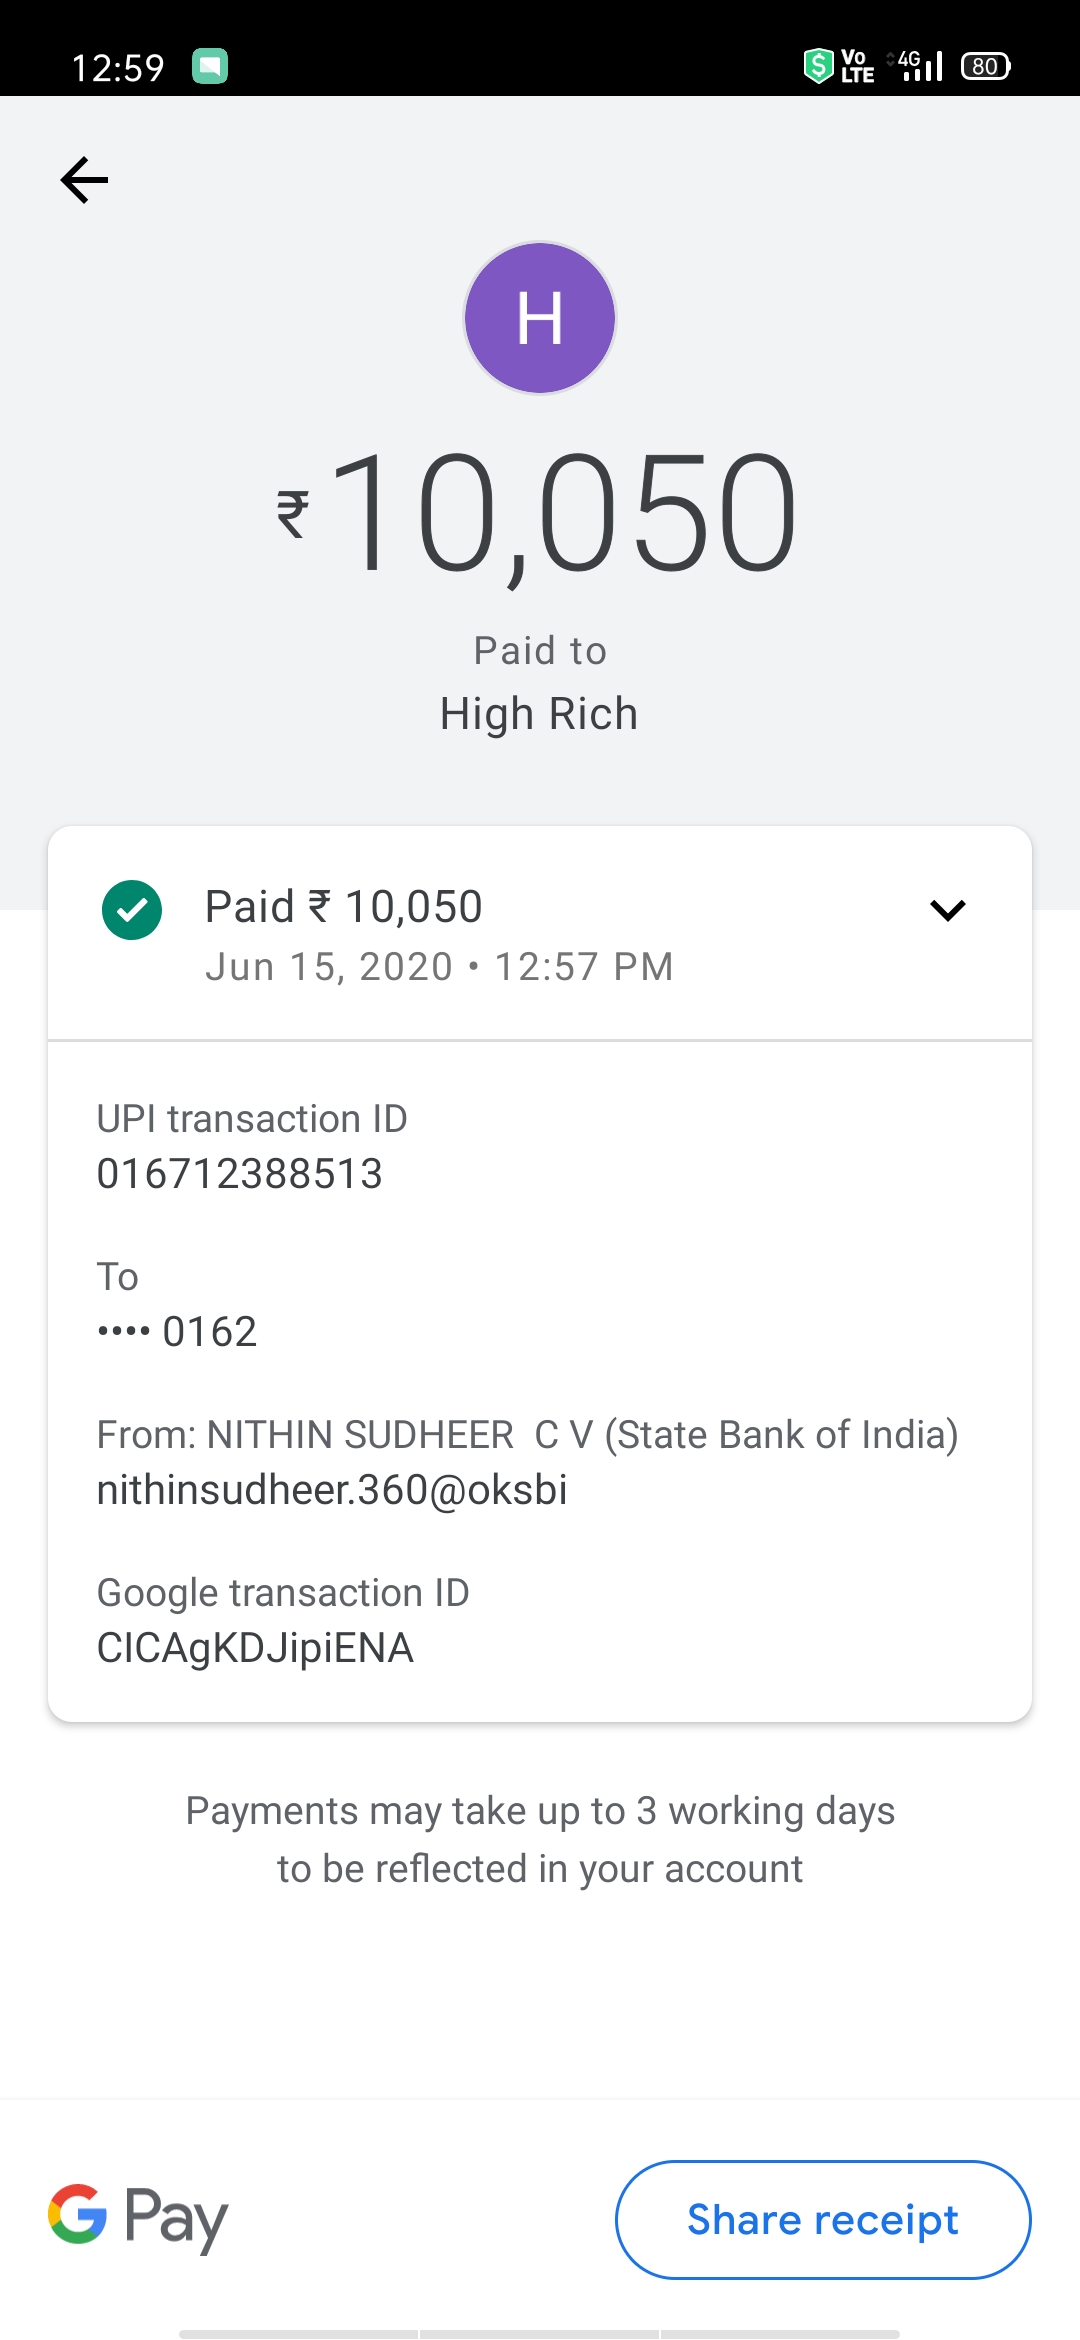 12:59
Vo
LTE
4G
80
H
₹10,050
Paid to
High Rich
Paid ₹ 10,050
Jun 15, 2020 • 12:57 PM
UPI transaction ID
016712388513
To
•••• 0162
From: NITHIN SUDHEER  C V (State Bank of India)
nithinsudheer.360@oksbi
Google transaction ID
CICAgKDJipiENA
Payments may take up to 3 working days
to be reflected in your account
G Pay
Share receipt